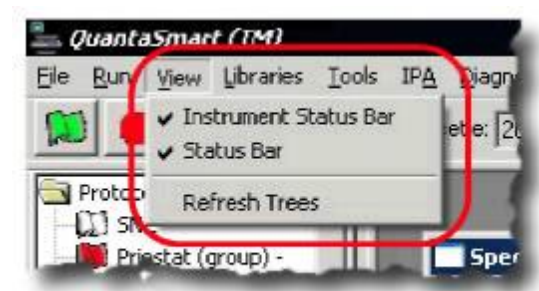 QuantaSmart (TM)
File Run View Libraries Tools IPA
Instrument Status Bar
Status Bar
Refresh Trees
Priestat (group) -